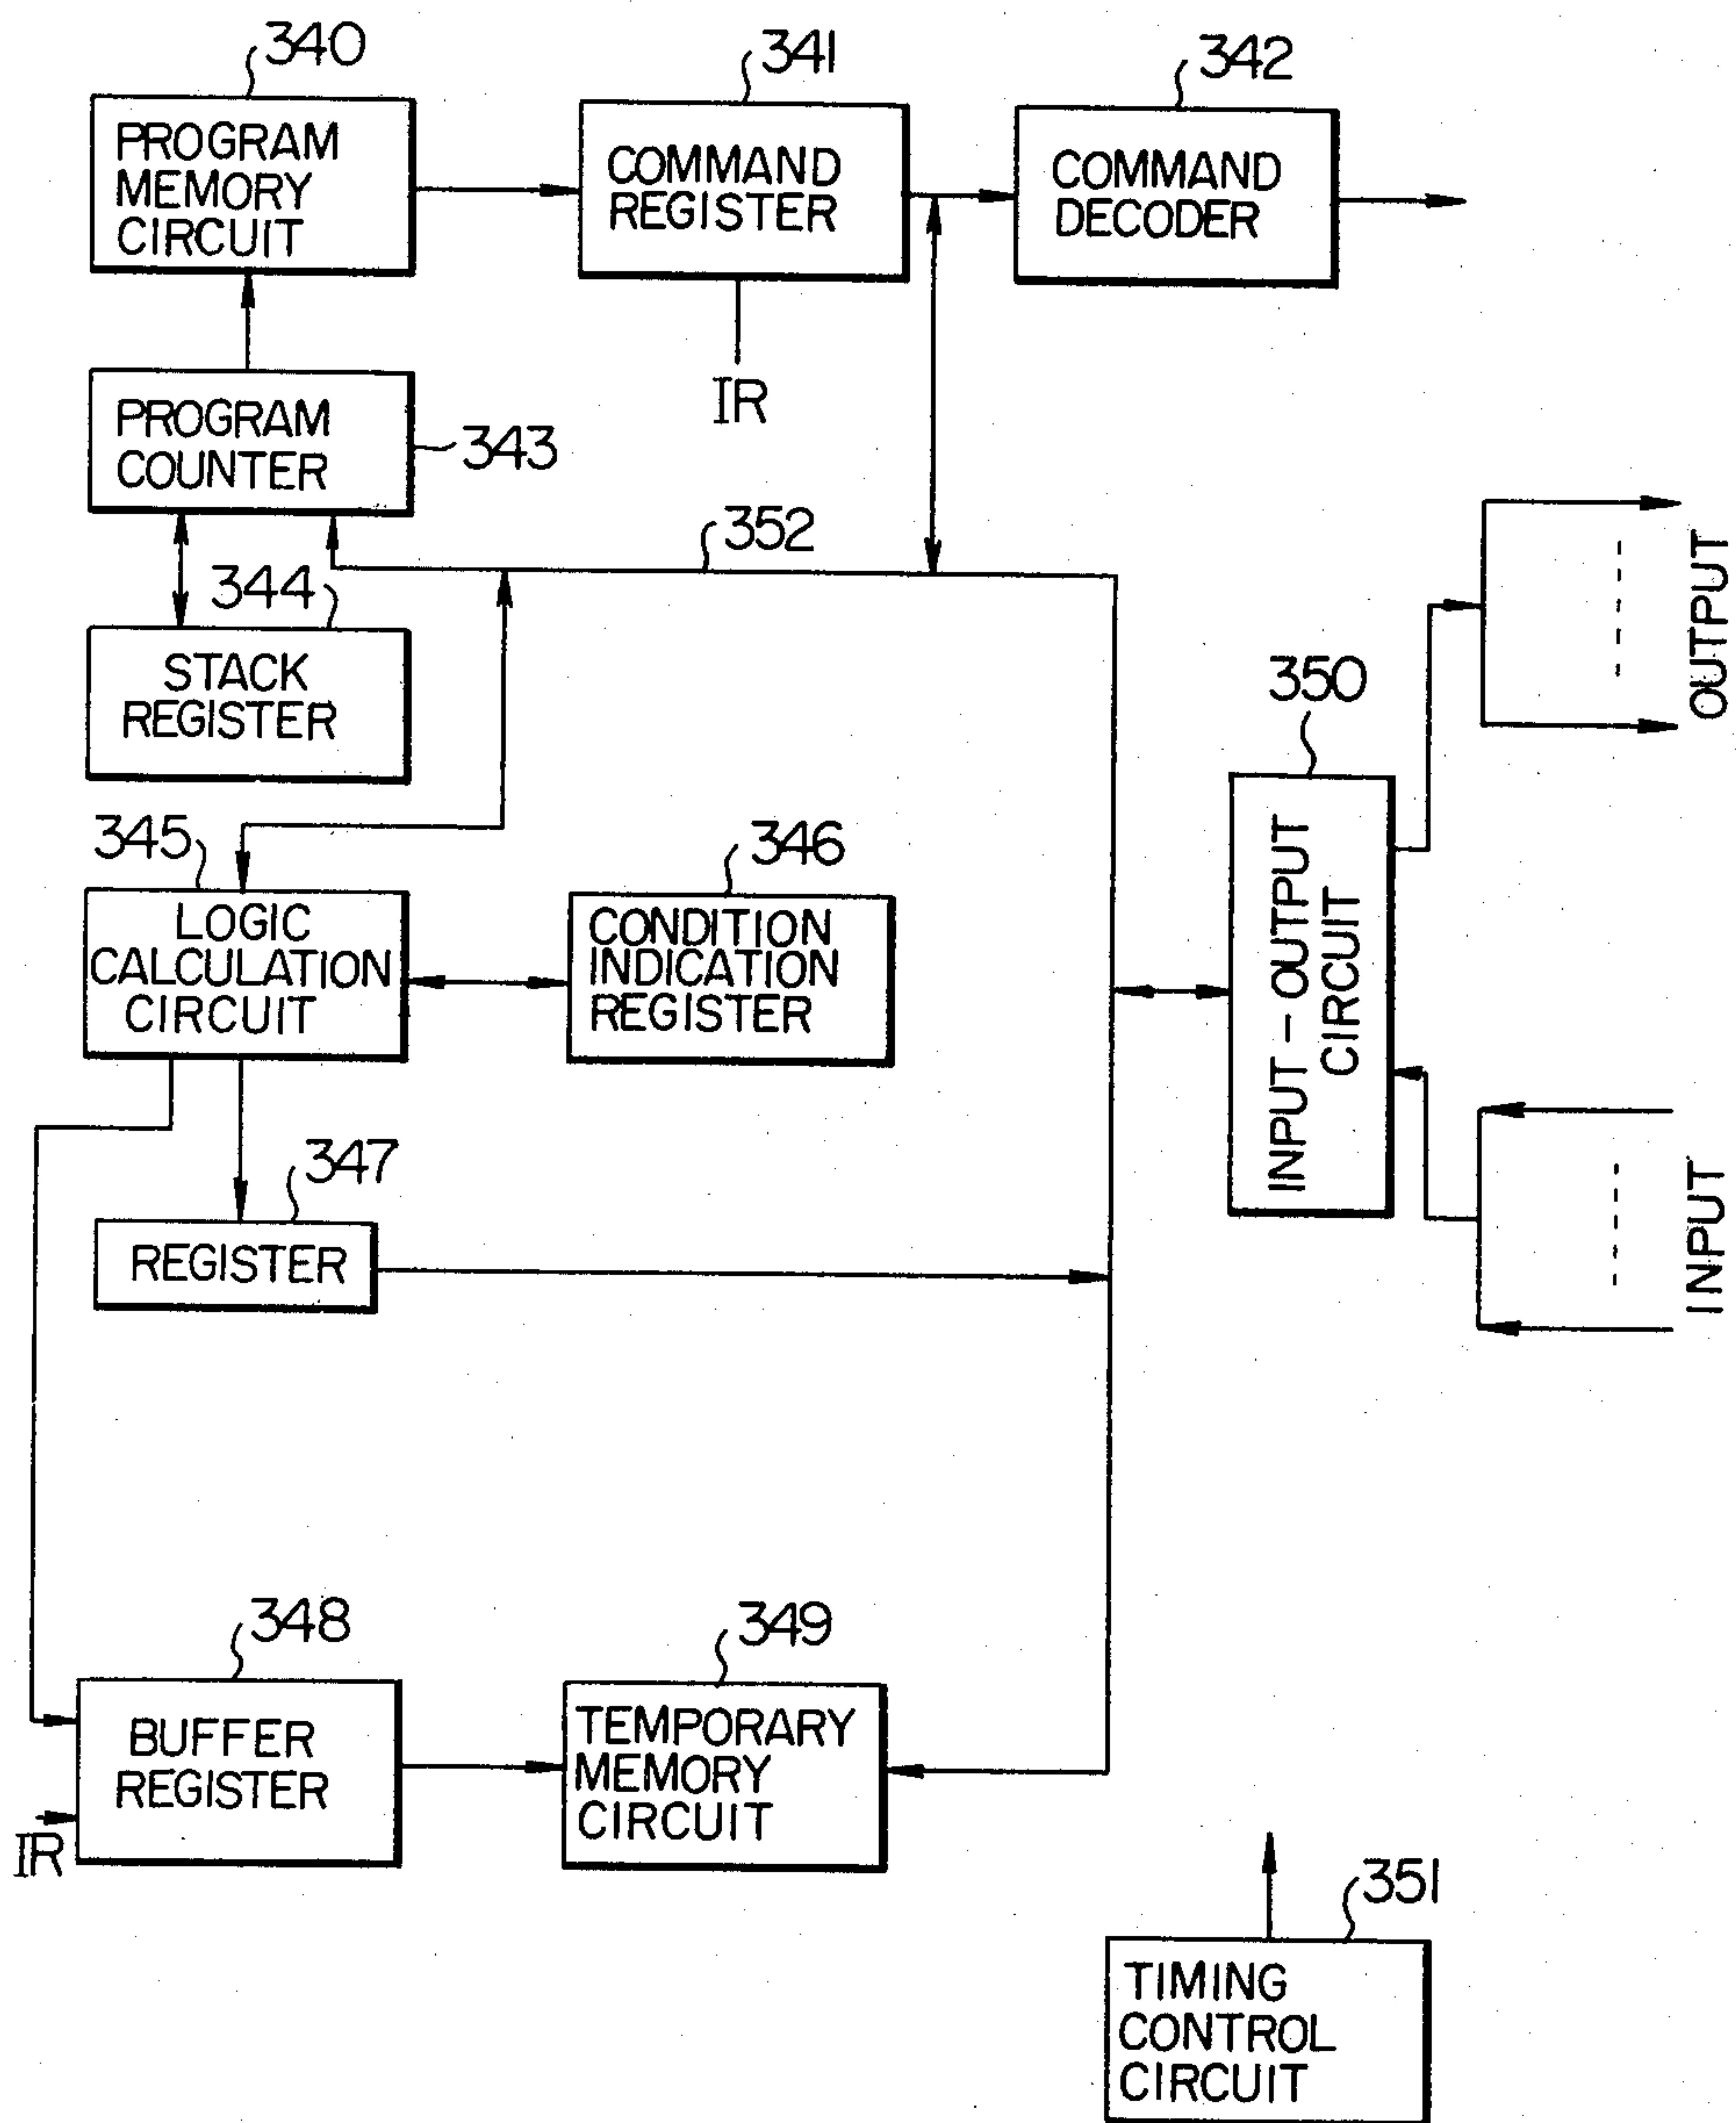 340
341
342
PROGRAM
MEMORY
CIRCUIT
COMMAND
REGISTER
COMMAND
DECODER
IR
PROGRAM
COUNTER
343
352
344
STACK
REGISTER
OUTPUT
350
INPUT-OUTPUT
CIRCUIT
345
346
LOGIC
CALCULATION
CIRCUIT
CONDITION
INDICATION
REGISTER
347
REGISTER
INPUT
348
349
BUFFER
REGISTER
TEMPORARY
MEMORY
CIRCUIT
IR
351
TIMING
CONTROL
CIRCUIT